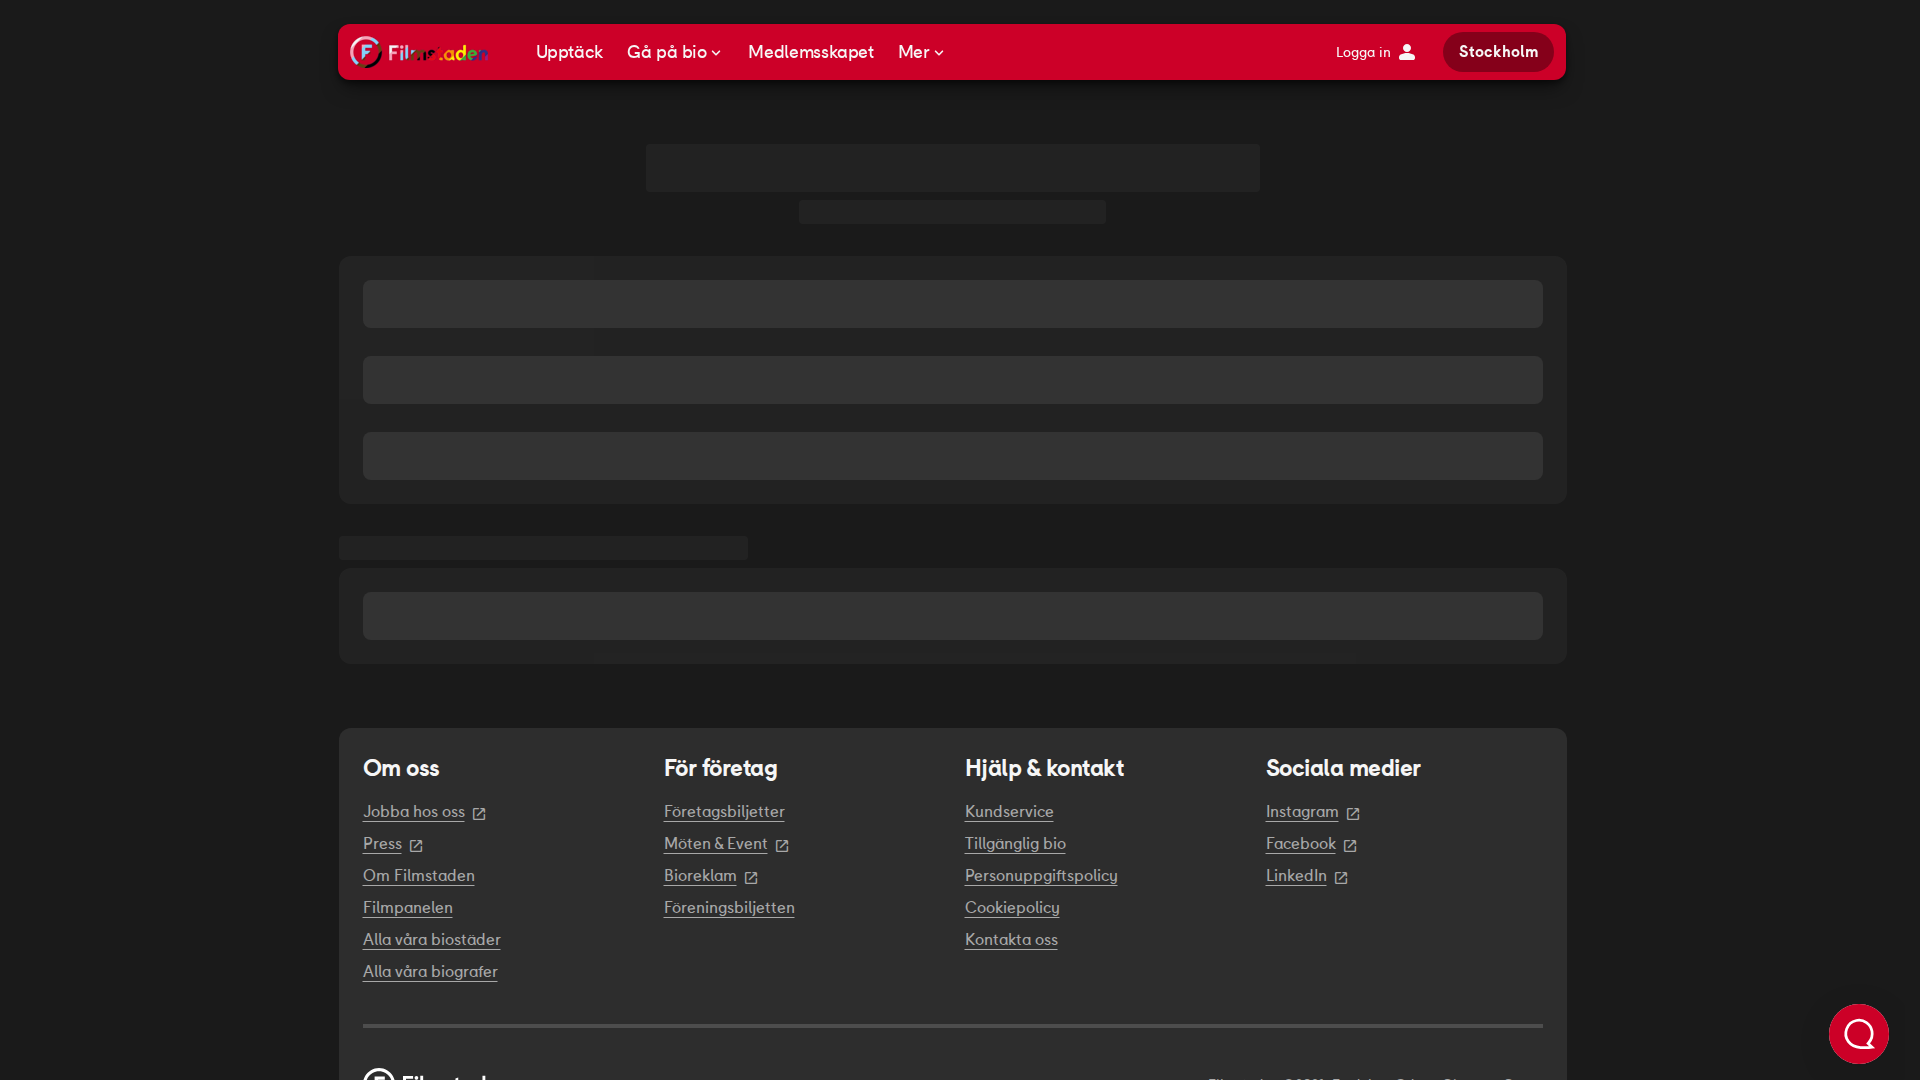 Filmstaden
Upptäck
Gå på bio
Medlemsskapet
Mer
Logga in
Stockholm
Om oss
Jobba hos oss
Press
Om Filmstaden
Filmpanelen
Alla våra biostäder
Alla våra biografer
För företag
Företagsbiljetter
Möten & Event
Bioreklam
Föreningsbiljetten
Hjälp & kontakt
Kundservice
Tillgänglig bio
Personuppgiftspolicy
Cookiepolicy
Kontakta oss
Sociala medier
Instagram
Facebook
LinkedIn